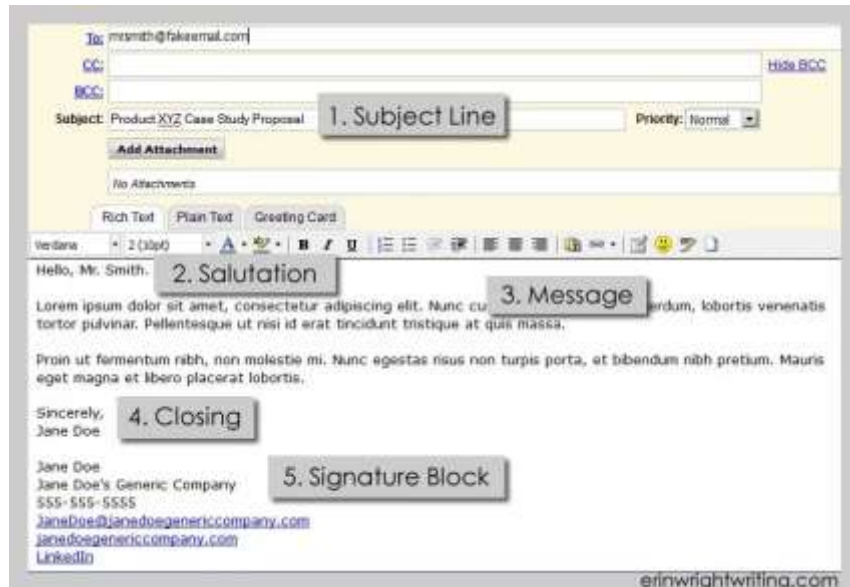 To: mrsmith@fakeemail.com
CC: Hide BCC
BCC:
Subject: Product XYZ Case Study Proposal 1. Subject Line Priority: Normal
Add Attachment
No Attachments
Rich Text Plain Text Greeting Card
Verdana 2 (10pt) A B I U
Hello, Mr. Smith. 2. Salutation
3. Message
Lorem ipsum dolor sit amet, consectetur adipiscing elit. Nunc lobortis venenatis
tortor pulvinar. Pellentesque ut nisi id erat tincidunt tristique at quis massa.
Proin ut fermentum nibh, non molestie mi. Nunc egestas risus non turpis porta, et bibendum nibh pretium. Mauris
eget magna et libero placerat lobortis.
Sincerely,
4. Closing
Jane Doe
Jane Doe
5. Signature Block
Jane Doe's Generic Company
555-555-5555
JaneDoe@janedoegenericcompany.com
janedoegenericcompany.com
LinkedIn
erinwrightwriting.com